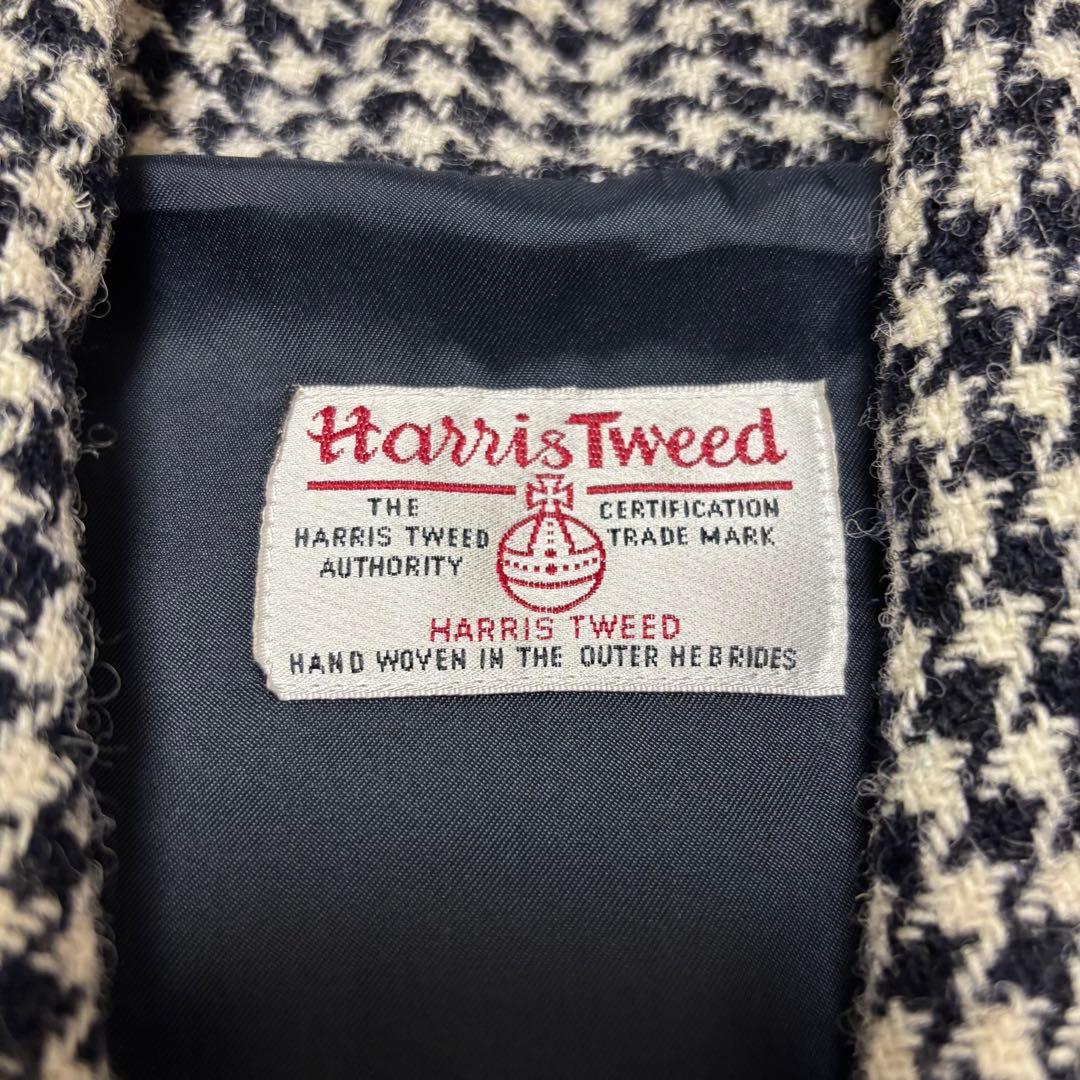 Harris Tweed
THE
HARRIS TWEED
AUTHORITY
CERTIFICATION
TRADE MARK
HARRIS TWEED
HAND WOVEN IN THE OUTER HEBRIDES